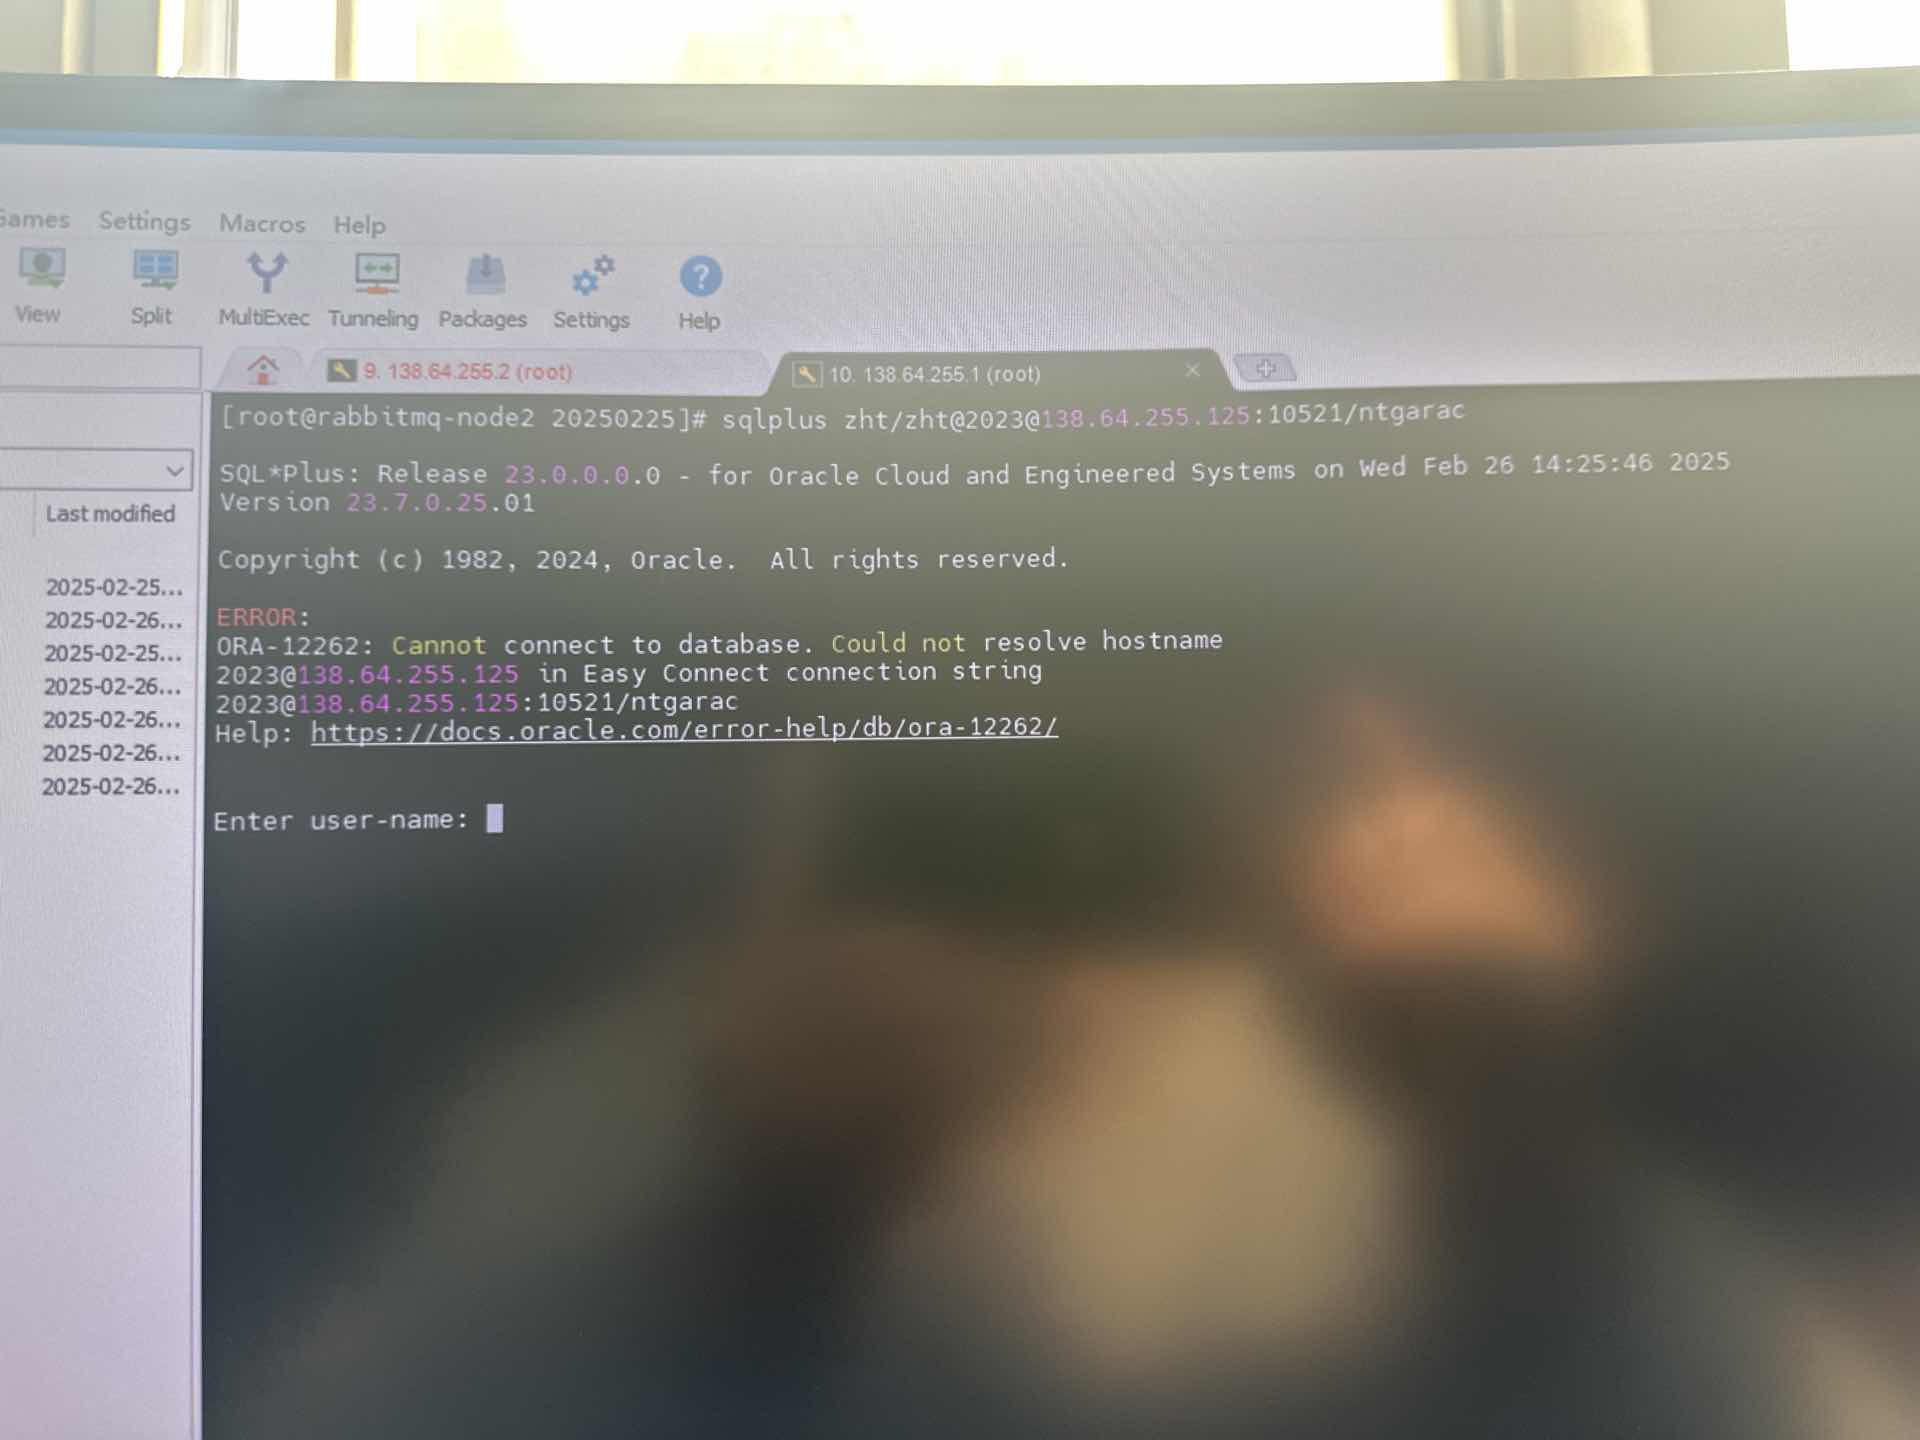 Games Settings Macros Help
View Split MultiExec Tunneling Packages Settings Help
9. 138.64.255.2 (root)
10. 138.64.255.1 (root)
[root@rabbitmq-node2 20250225]# sqlplus zht/zht@2023@138.64.255.125:10521/ntgarac
SQL*Plus: Release 23.0.0.0.0 - for Oracle Cloud and Engineered Systems on Wed Feb 26 14:25:46 2025
Version 23.7.0.25.01
Copyright (c) 1982, 2024, Oracle.  All rights reserved.
ERROR:
ORA-12262: Cannot connect to database. Could not resolve hostname
2023@138.64.255.125 in Easy Connect connection string
2023@138.64.255.125:10521/ntgarac
Help: https://docs.oracle.com/error-help/db/ora-12262/
Enter user-name:
Last modified
2025-02-25...
2025-02-26...
2025-02-25...
2025-02-26...
2025-02-26...
2025-02-26...
2025-02-26...